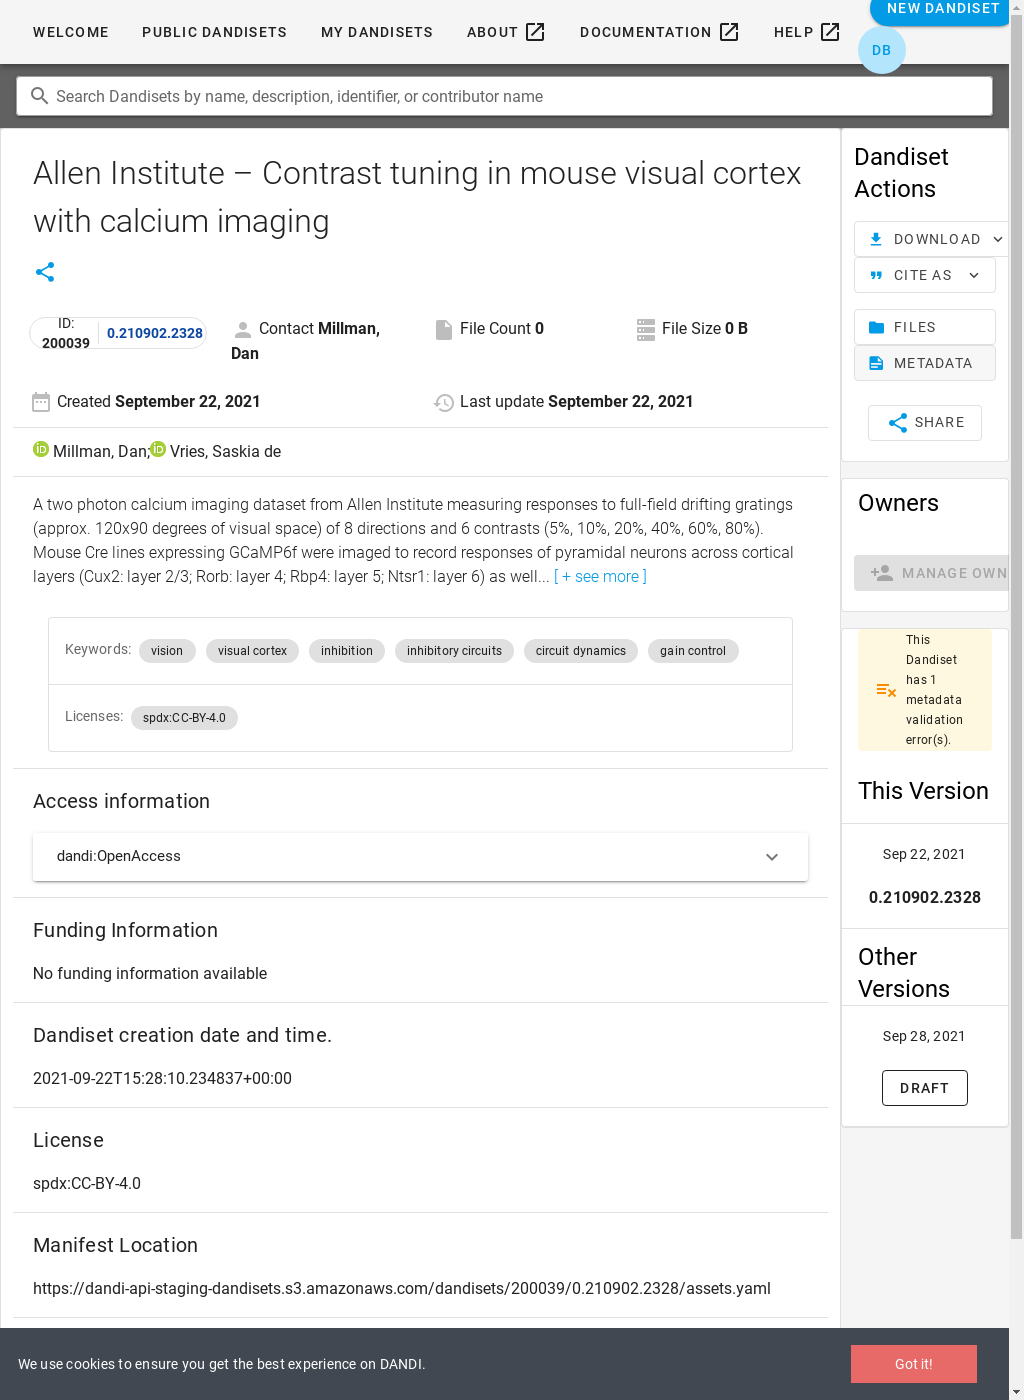 WELCOME PUBLIC DANDISETS MY DANDISETS ABOUT DOCUMENTATION HELP NEW DANDISET
DB
Search Dandisets by name, description, identifier, or contributor name
Allen Institute – Contrast tuning in mouse visual cortex
with calcium imaging
ID:
200039
0.210902.2328
Contact Millman,
Dan
File Count 0
File Size 0 B
Created September 22, 2021
Last update September 22, 2021
Millman, Dan; Vries, Saskia de
A two photon calcium imaging dataset from Allen Institute measuring responses to full-field drifting gratings
(approx. 120x90 degrees of visual space) of 8 directions and 6 contrasts (5%, 10%, 20%, 40%, 60%, 80%).
Mouse Cre lines expressing GCaMP6f were imaged to record responses of pyramidal neurons across cortical
layers (Cux2: layer 2/3; Rorb: layer 4; Rbp4: layer 5; Ntsr1: layer 6) as well... [ + see more ]
Keywords: vision visual cortex inhibition inhibitory circuits circuit dynamics gain control
Licenses: spdx:CC-BY-4.0
Access information
dandi:OpenAccess
Funding Information
No funding information available
Dandiset creation date and time.
2021-09-22T15:28:10.234837+00:00
License
spdx:CC-BY-4.0
Manifest Location
https://dandi-api-staging-dandisets.s3.amazonaws.com/dandisets/200039/0.210902.2328/assets.yaml
Dandiset
Actions
DOWNLOAD
CITE AS
FILES
METADATA
SHARE
Owners
MANAGE OWN
This
Dandiset
has 1
metadata
validation
error(s).
This Version
Sep 22, 2021
0.210902.2328
Other
Versions
Sep 28, 2021
DRAFT
We use cookies to ensure you get the best experience on DANDI.
Got it!